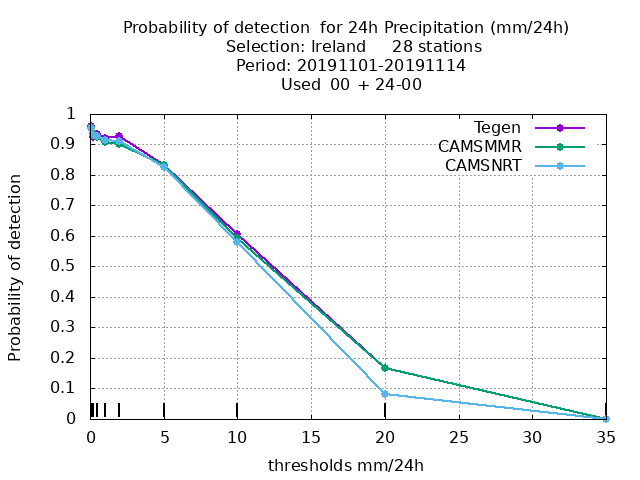 Probability of detection  for 24h Precipitation (mm/24h)
Selection: Ireland     28 stations
Period: 20191101-20191114
Used  00 + 24-00
Tegen
CAMSMMR
CAMSNRT
1
0.9
0.8
0.7
0.6
0.5
0.4
0.3
0.2
0.1
0
Probability of detection
0 5 10 15 20 25 30 35
thresholds mm/24h